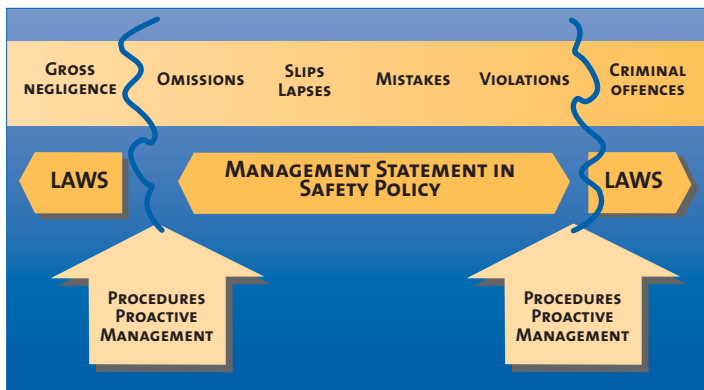 GROSS
NEGLIGENCE
OMISSIONS
SLIPS
LAPSES
MISTAKES
VIOLATIONS
CRIMINAL
OFFENCES
LAWS
MANAGEMENT STATEMENT IN
SAFETY POLICY
LAWS
PROCEDURES
PROACTIVE
MANAGEMENT
PROCEDURES
PROACTIVE
MANAGEMENT